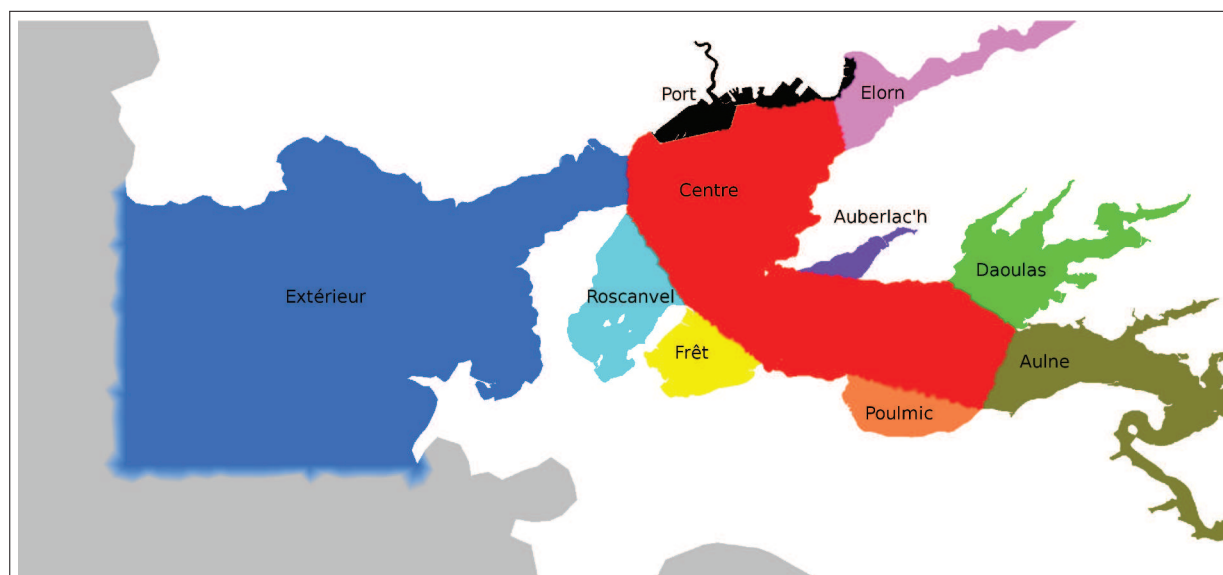 Port
Elorn
Centre
Auberlac'h
Daoulas
Extérieur
Roscanvel
Frêt
Aulne
Poulmic